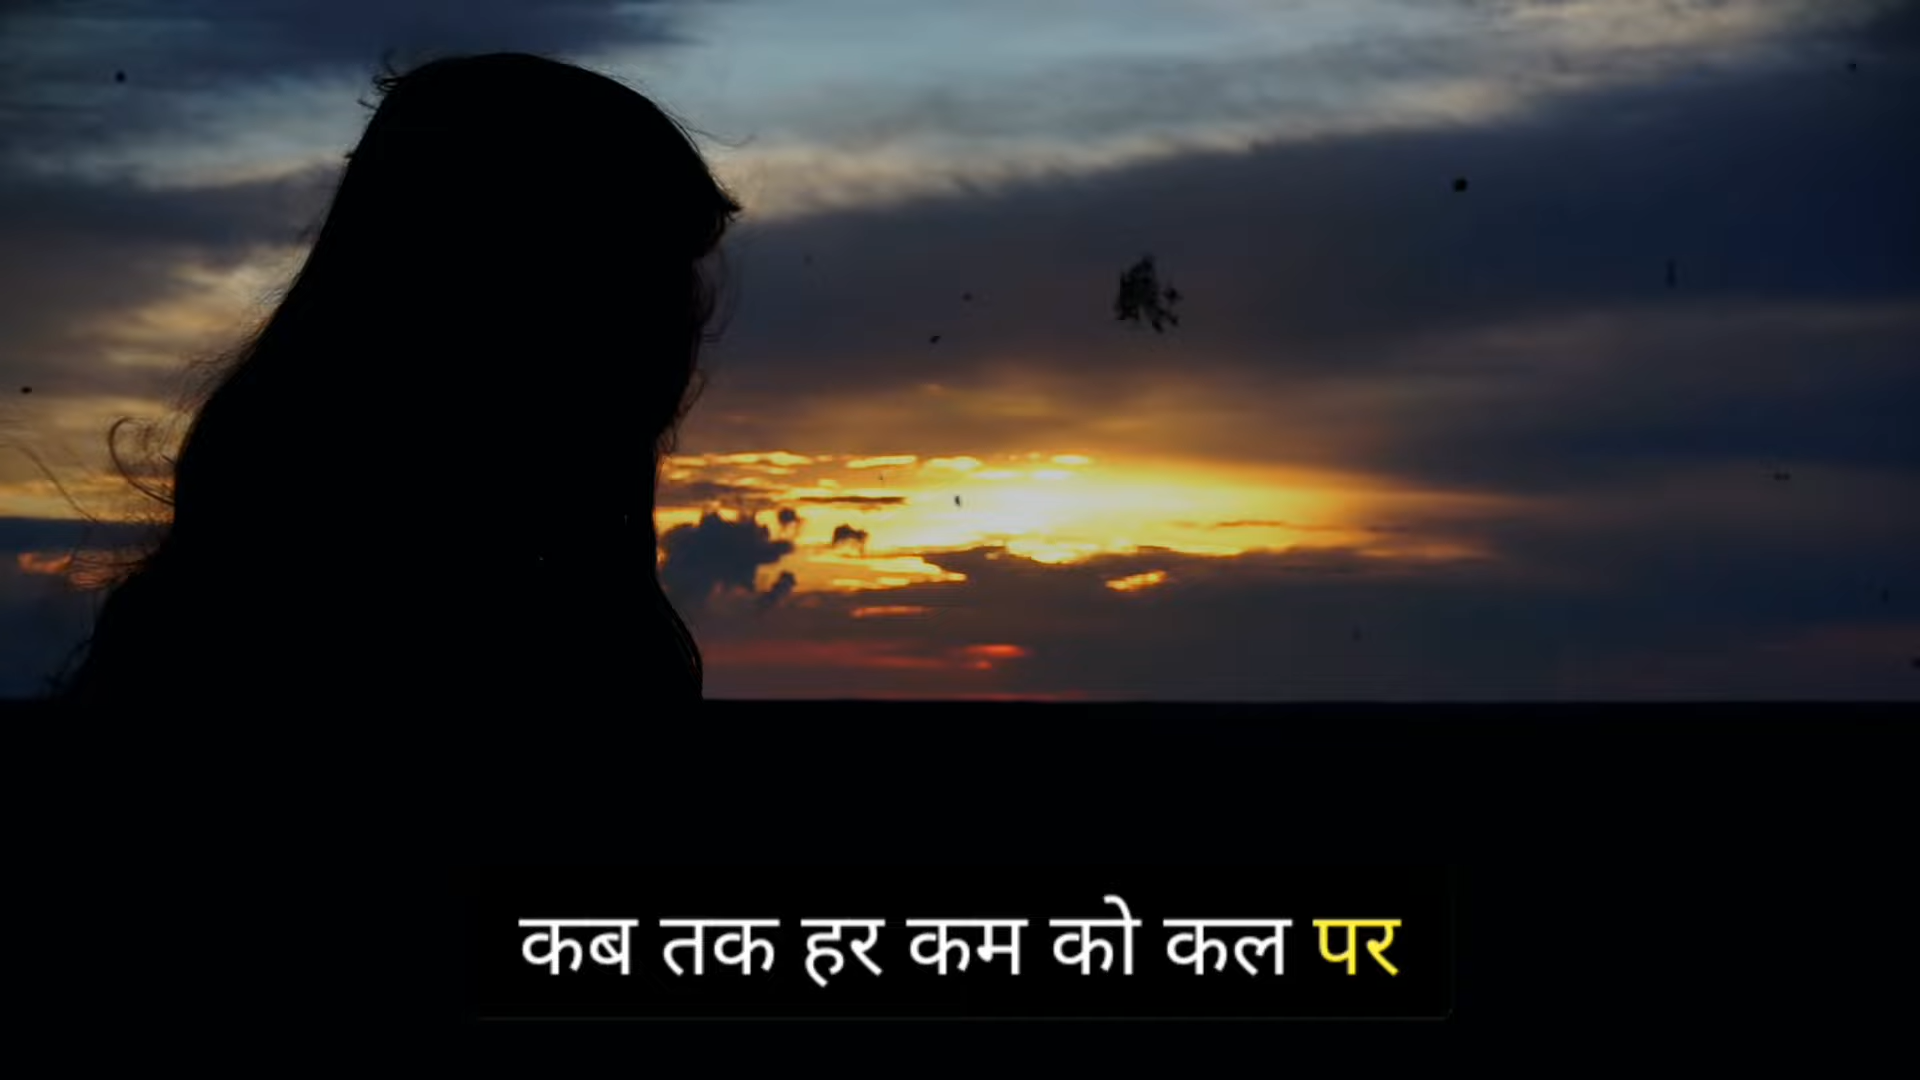 कब तक हर कम को कल पर